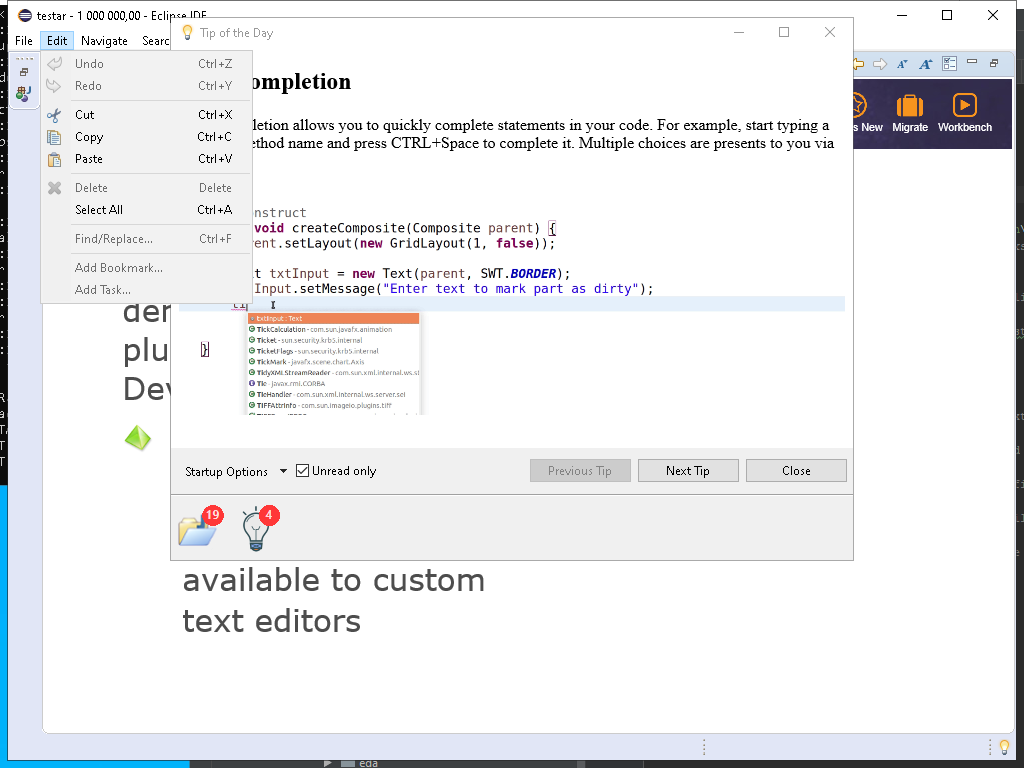 testar - 1 000 000,00 - Eclipse IDE
File Edit Navigate Searc
Tip of the Day
Undo Ctrl+Z
Redo Ctrl+Y
Cut Ctrl+X
Copy Ctrl+C
Paste Ctrl+V
Delete Delete
Select All Ctrl+A
Find/Replace... Ctrl+F
Add Bookmark...
Add Task...
ompletion
letion allows you to quickly complete statements in your code. For example, start typing a
ethod name and press CTRL+Space to complete it. Multiple choices are presents to you via
s New Migrate Workbench
nstruct
void createComposite(Composite parent) {
ent.setLayout(new GridLayout(1, false));
t txtInput = new Text(parent, SWT.BORDER);
Input.setMessage("Enter text to mark part as dirty");
ti
}
txtInput : Text
TickCalculation - com.sun.javafx.animation
Ticket - sun.security.krb5.internal
TicketFlags - sun.security.krb5.internal
TickMark - javafx.scene.chart.Axis
TidyXMLStreamReader - com.sun.xml.internal.ws.st
Tie - javax.rmi.CORBA
TieHandler - com.sun.xml.internal.ws.server.sei
TIFFAttrInfo - com.sun.imageio.plugins.tiff
der
plu
Dev
Startup Options Unread only Previous Tip Next Tip Close
19 4
available to custom
text editors
eda